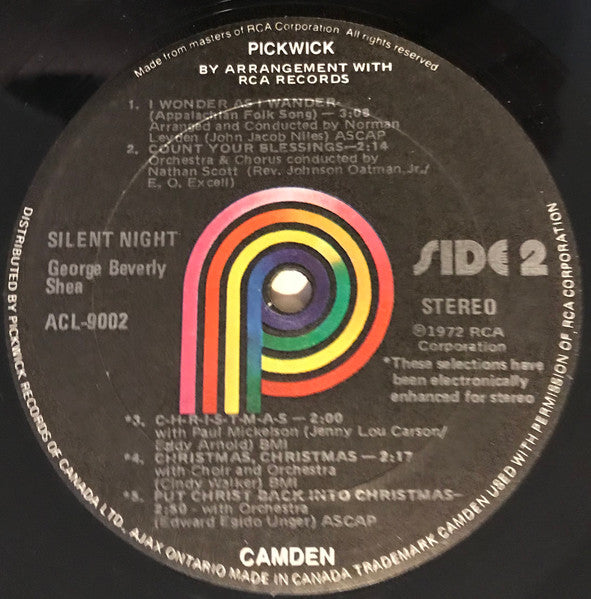 Made from masters of RCA Corporation. All rights reserved
PICKWICK
BY ARRANGEMENT WITH
RCA RECORDS
1. I WONDER AS I WANDER-
(Appalachian Folk Song) — 3:08
Arranged and Conducted by Norman
Leyden (John Jacob Niles) ASCAP
2. COUNT YOUR BLESSINGS—2:14
Orchestra & Chorus conducted by
Nathan Scott (Rev. Johnson Oatman, Jr./
E. O. Excell)
SILENT NIGHT
George Beverly
Shea
ACL-9002
SIDE 2
STEREO
℗1972 RCA
Corporation
*These selections have
been electronically
enhanced for stereo
*3. C-H-R-I-S-T-M-A-S — 2:00
with Paul Mickelson (Jenny Lou Carson/
Eddy Arnold) BMI
*4. CHRISTMAS, CHRISTMAS — 2:17
with Choir and Orchestra
(Cindy Walker) BMI
*5. PUT CHRIST BACK INTO CHRISTMAS-
2:50 - with Orchestra
(Edward Egido Unger) ASCAP
CAMDEN
DISTRIBUTED BY PICKWICK RECORDS OF CANADA LTD., AJAX ONTARIO MADE IN CANADA TRADEMARK CAMDEN USED WITH PERMISSION OF RCA CORPORATION